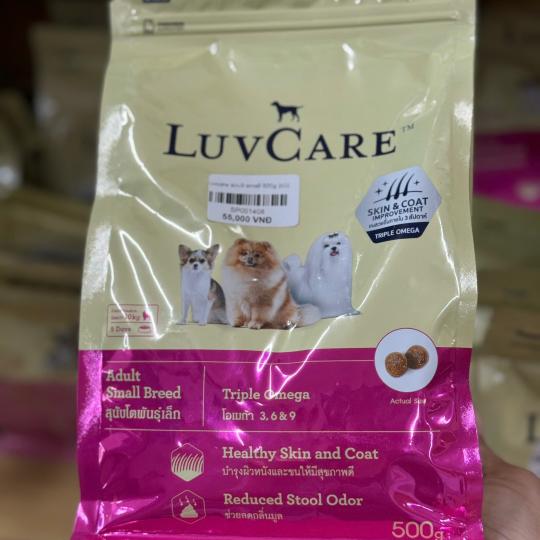 LUVCARE™
SP001408
55,000 VNĐ
SKIN & COAT
IMPROVEMENT
TRIPLE OMEGA
Adult
Small Breed
สุนัขโตพันธุ์เล็ก
Triple Omega
โอเมก้า 3, 6 & 9
Actual Size
Healthy Skin and Coat
บำรุงผิวหนังและขนให้มีสุขภาพดี
Reduced Stool Odor
ช่วยลดกลิ่นมูล
500g